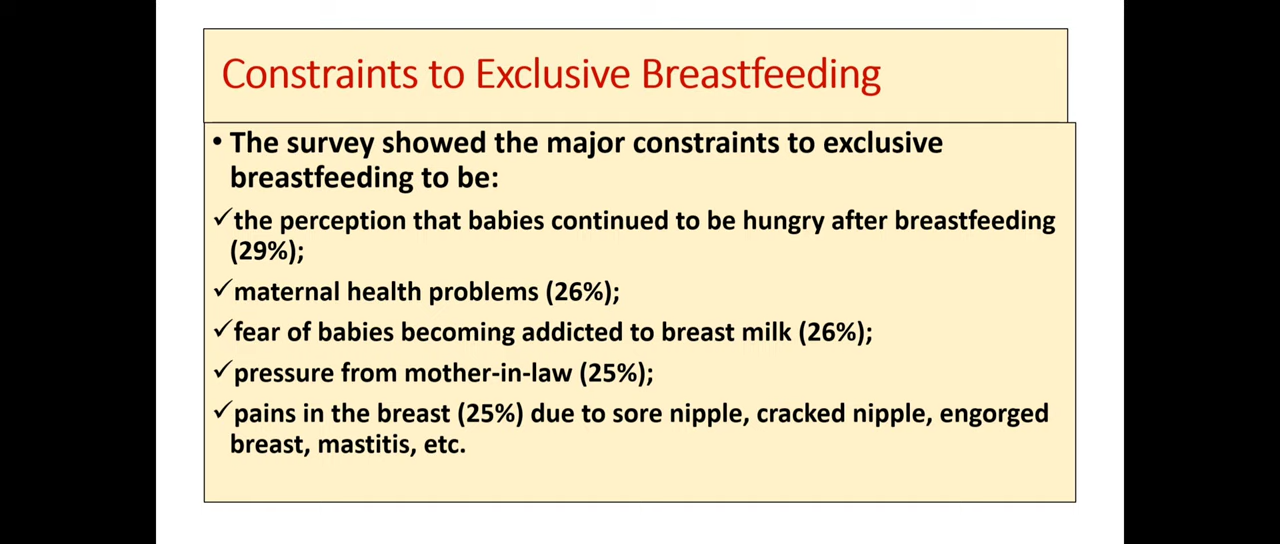 Constraints to Exclusive Breastfeeding
• The survey showed the major constraints to exclusive
breastfeeding to be:
✓the perception that babies continued to be hungry after breastfeeding
(29%);
✓maternal health problems (26%);
✓fear of babies becoming addicted to breast milk (26%);
✓pressure from mother-in-law (25%);
✓pains in the breast (25%) due to sore nipple, cracked nipple, engorged
breast, mastitis, etc.